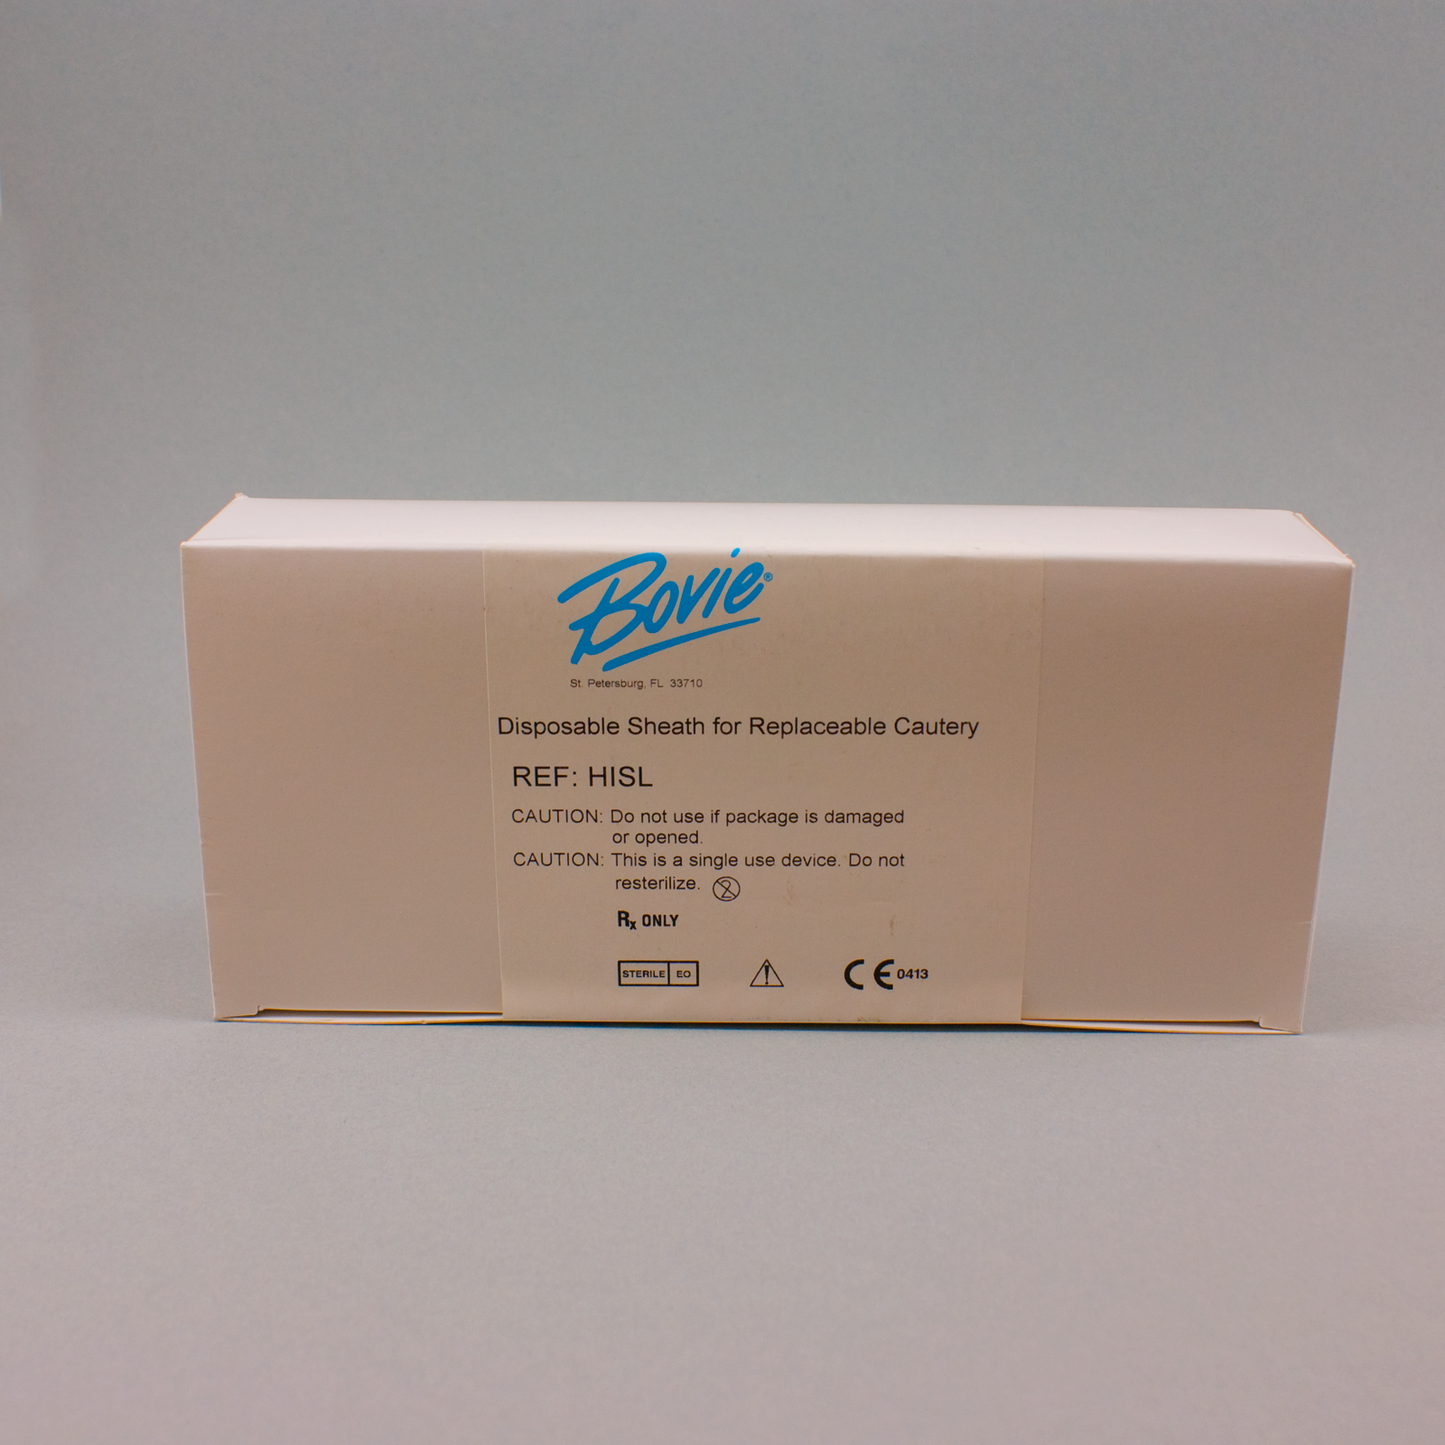 Bovie®
St. Petersburg, FL 33710
Disposable Sheath for Replaceable Cautery
REF: HISL
CAUTION: Do not use if package is damaged
or opened.
CAUTION: This is a single use device. Do not
resterilize. 2
Rx ONLY
STERILE EO
CE 0413